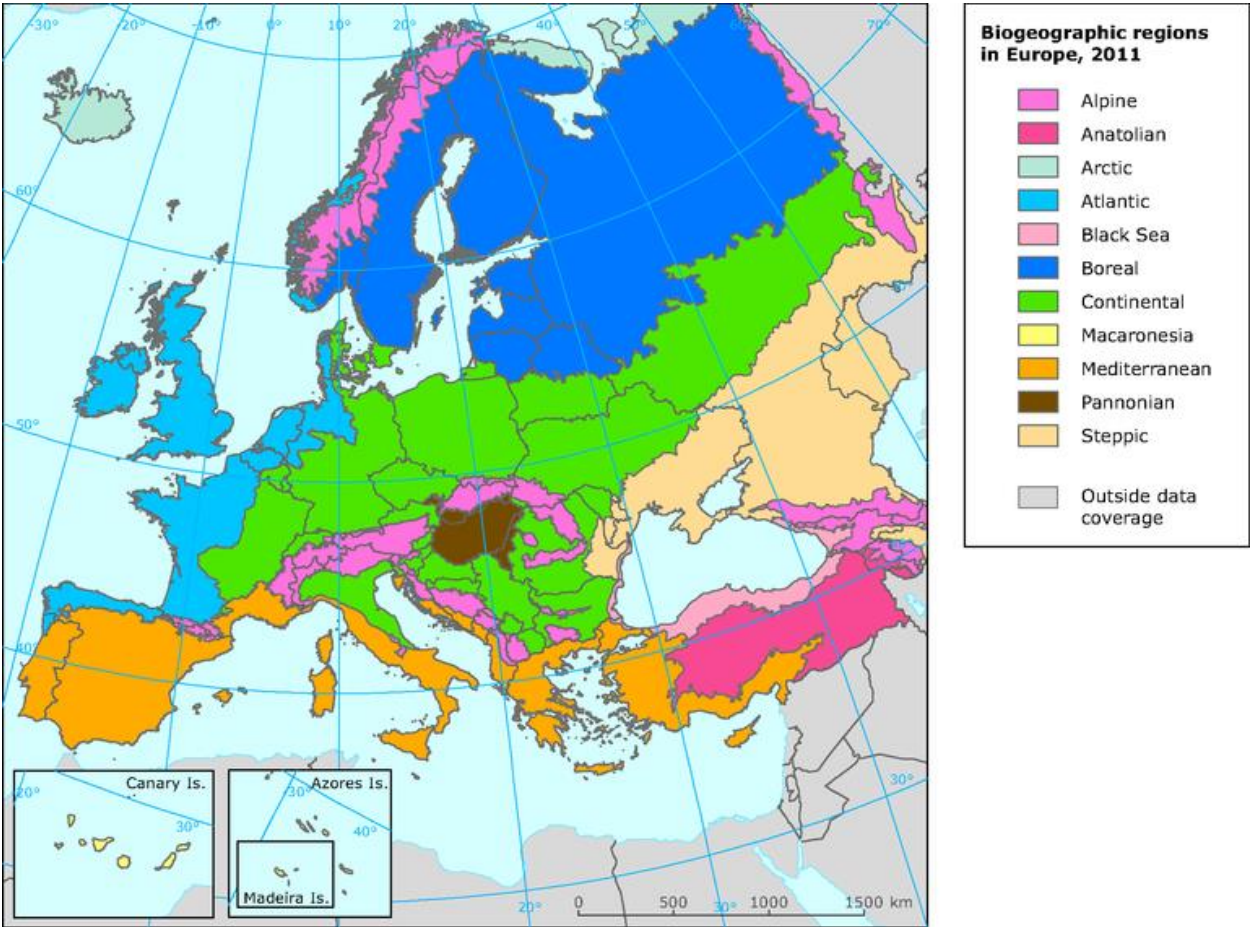 -30°
-20°
-10°
0°
10°
20°
30°
40°
50°
60°
70°
60°
50°
40°
Canary Is.
20°
30°
Azores Is.
30°
40°
Madeira Is.
30°
20°
30°
0 500 1000 1500 km
Biogeographic regions
in Europe, 2011
Alpine
Anatolian
Arctic
Atlantic
Black Sea
Boreal
Continental
Macaronesia
Mediterranean
Pannonian
Steppic
Outside data
coverage